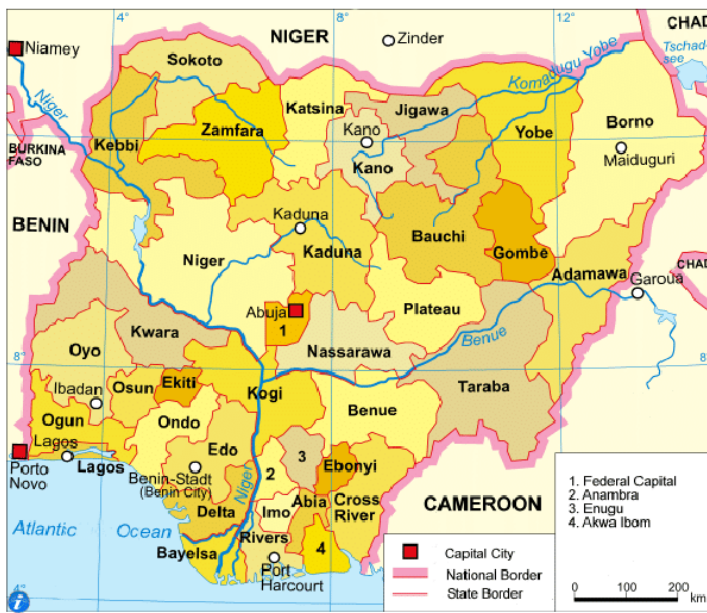 4°
8°
12°
CHAD
Niamey
NIGER
Zinder
Tschad-
see
Sokoto
Komadugu Yobe
Niger
Katsina
Jigawa
Zamfara
Kano
Yobe
Borno
Kebbi
BURKINA
FASO
Kano
Maiduguri
BENIN
Kaduna
Bauchi
Gombe
Niger
Kaduna
CHAD
Adamawa
Garoua
Abuja
1
Plateau
Kwara
Nassarawa
Benue
Oyo
8°
8°
Taraba
Ibadan
Osun
Ekiti
Kogi
Benue
Ogun
Ondo
Edo
3
Lagos
Lagos
Ebonyi
Porto
Novo
Benin-Stadt
(Benin City)
Niger
2
Abia
Cross
River
CAMEROON
Atlantic Ocean
Delta
Imo
Bayelsa
Rivers
4
Port
Harcourt
4°
i
1. Federal Capital
2. Anambra
3. Enugu
4. Akwa Ibom
Capital City
National Border
State Border
0 100 200
km